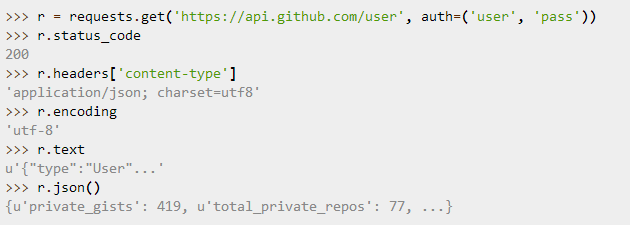 >>> r = requests.get('https://api.github.com/user', auth=('user', 'pass'))
>>> r.status_code
200
>>> r.headers['content-type']
'application/json; charset=utf8'
>>> r.encoding
'utf-8'
>>> r.text
u'{"type":"User"...'
>>> r.json()
{u'private_gists': 419, u'total_private_repos': 77, ...}